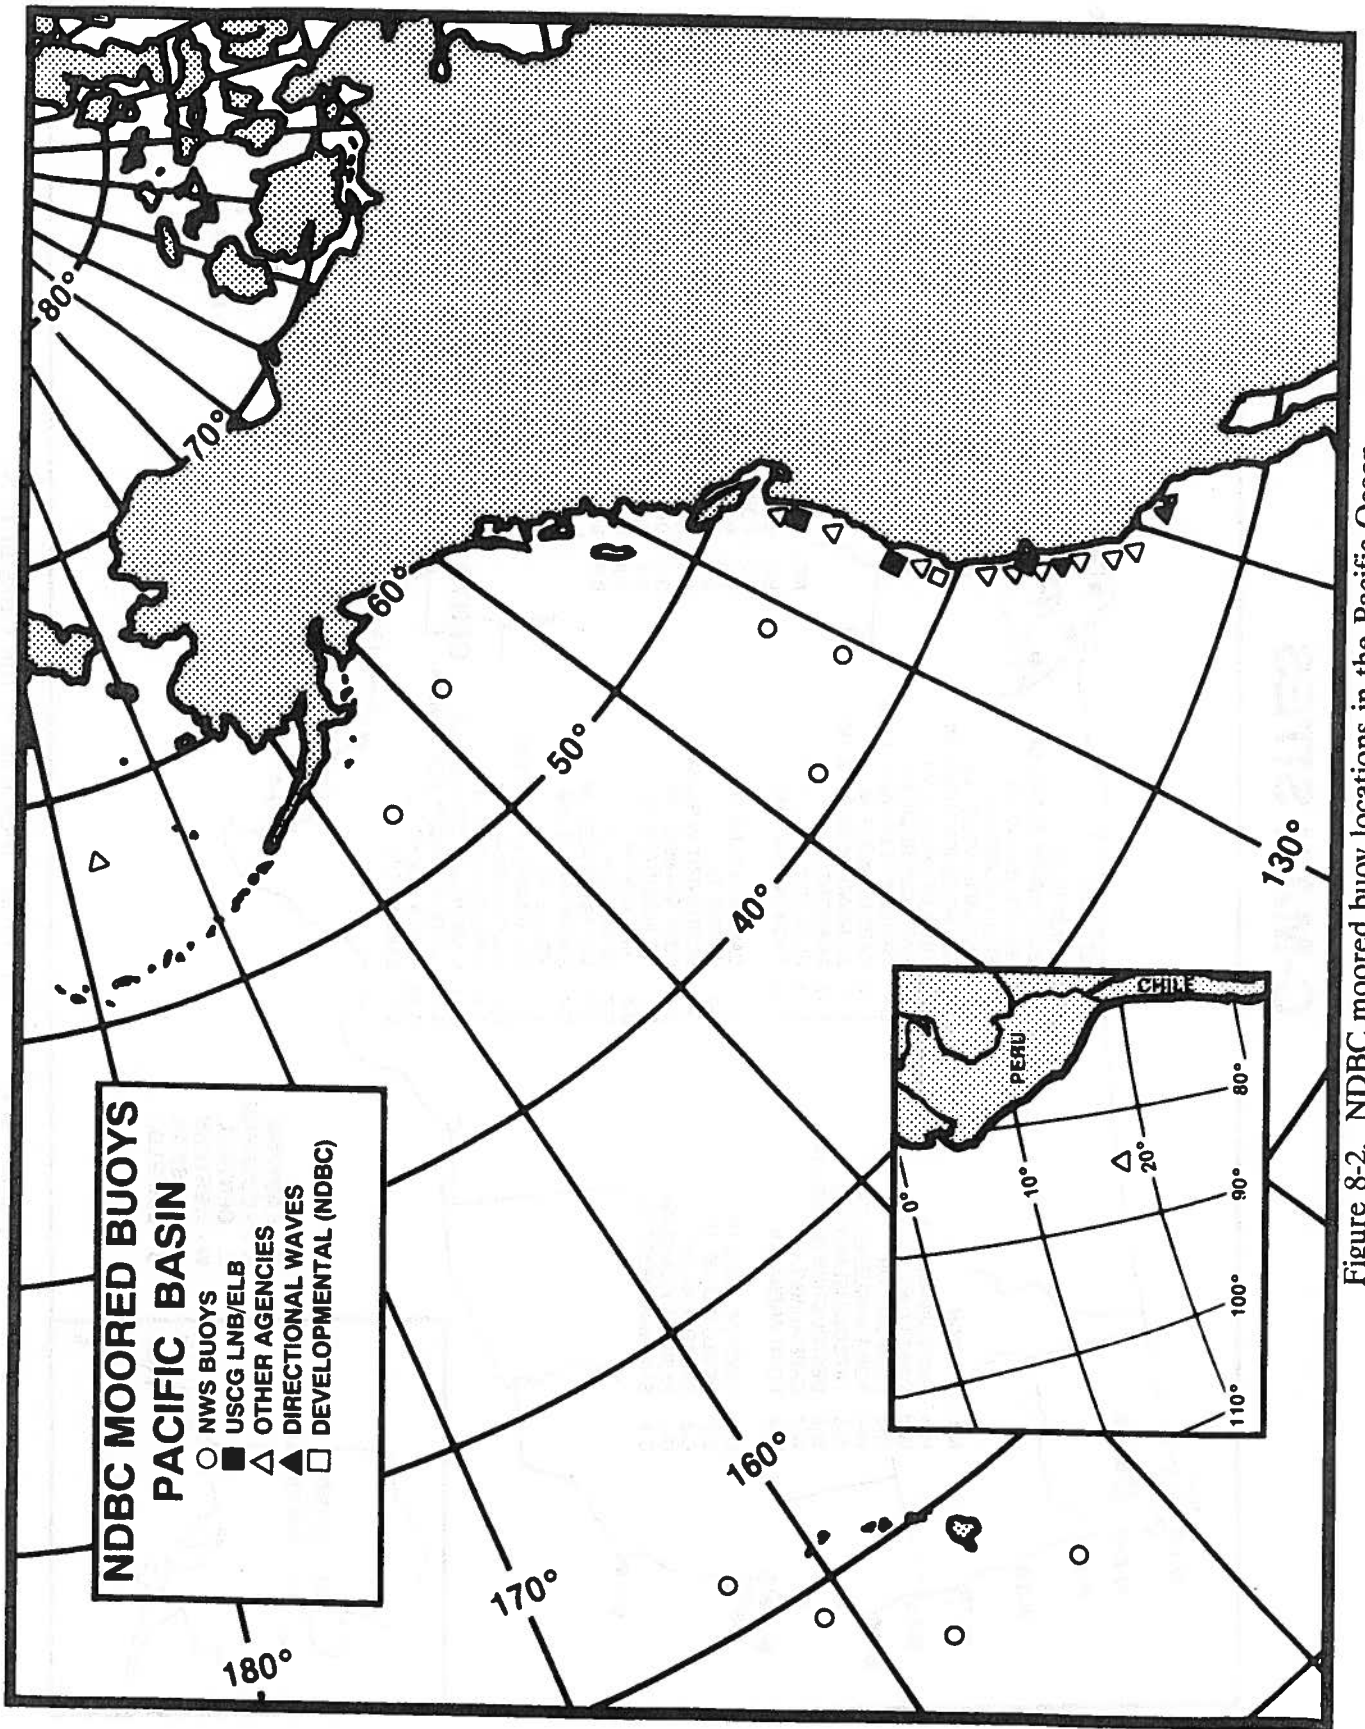 NDBC MOORED BUOYS
PACIFIC BASIN
NWS BUOYS
USCG LNB/ELB
OTHER AGENCIES
DIRECTIONAL WAVES
DEVELOPMENTAL (NDBC)
80°
70°
60°
50°
40°
130°
160°
170°
180°
PERU
CHILE
0°
10°
20°
110°
100°
90°
80°
Figure 8-2. NDBC moored buoy locations in the Pacific Ocean